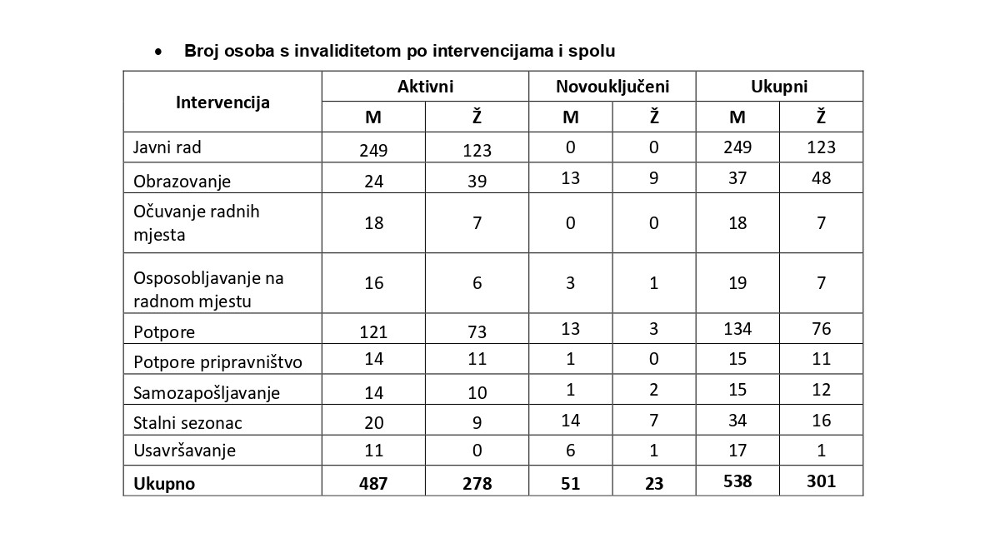 • Broj osoba s invaliditetom po intervencijama i spolu
Intervencija Aktivni Novouključeni Ukupni
M Ž M Ž M Ž
Javni rad 249 123 0 0 249 123
Obrazovanje 24 39 13 9 37 48
Očuvanje radnih
mjesta 18 7 0 0 18 7
Osposobljavanje na
radnom mjestu 16 6 3 1 19 7
Potpore 121 73 13 3 134 76
Potpore pripravništvo 14 11 1 0 15 11
Samozapošljavanje 14 10 1 2 15 12
Stalni sezonac 20 9 14 7 34 16
Usavršavanje 11 0 6 1 17 1
Ukupno 487 278 51 23 538 301